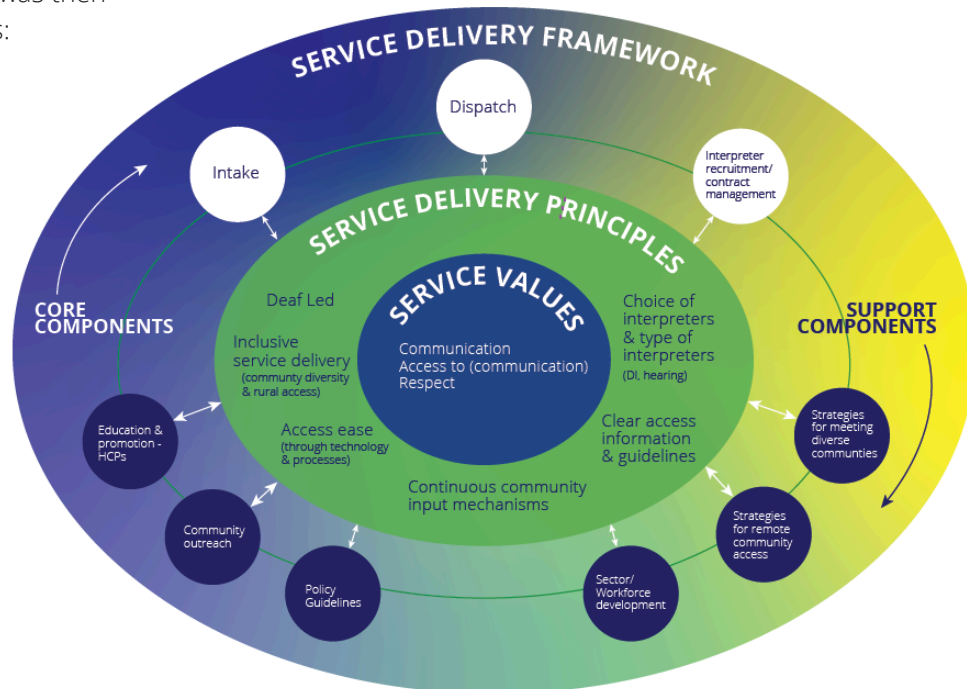 was then
s:
SERVICE DELIVERY FRAMEWORK
Dispatch
Intake
Interpreter
recruitment/
contract
management
SERVICE DELIVERY PRINCIPLES
SERVICE VALUES
CORE
COMPONENTS
SUPPORT
COMPONENTS
Deaf Led
Inclusive
service delivery
(communty diversity
& rural access)
Access ease
(through technology
& processes)
Communication
Access to (communication)
Respect
Choice of
interpreters
& type of
interpreters
(DI, hearing)
Clear access
information
& guidelines
Continuous community
input mechanisms
Education &
promotion -
HCPs
Community
outreach
Policy
Guidelines
Sector/
Workforce
development
Strategies
for remote
community
access
Strategies
for meeting
diverse
communties